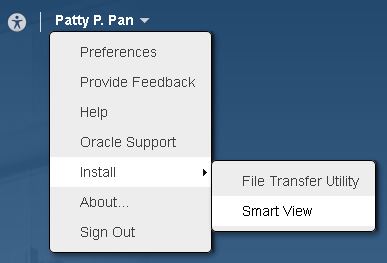 Patty P. Pan
Preferences
Provide Feedback
Help
Oracle Support
Install
About...
Sign Out
File Transfer Utility
Smart View